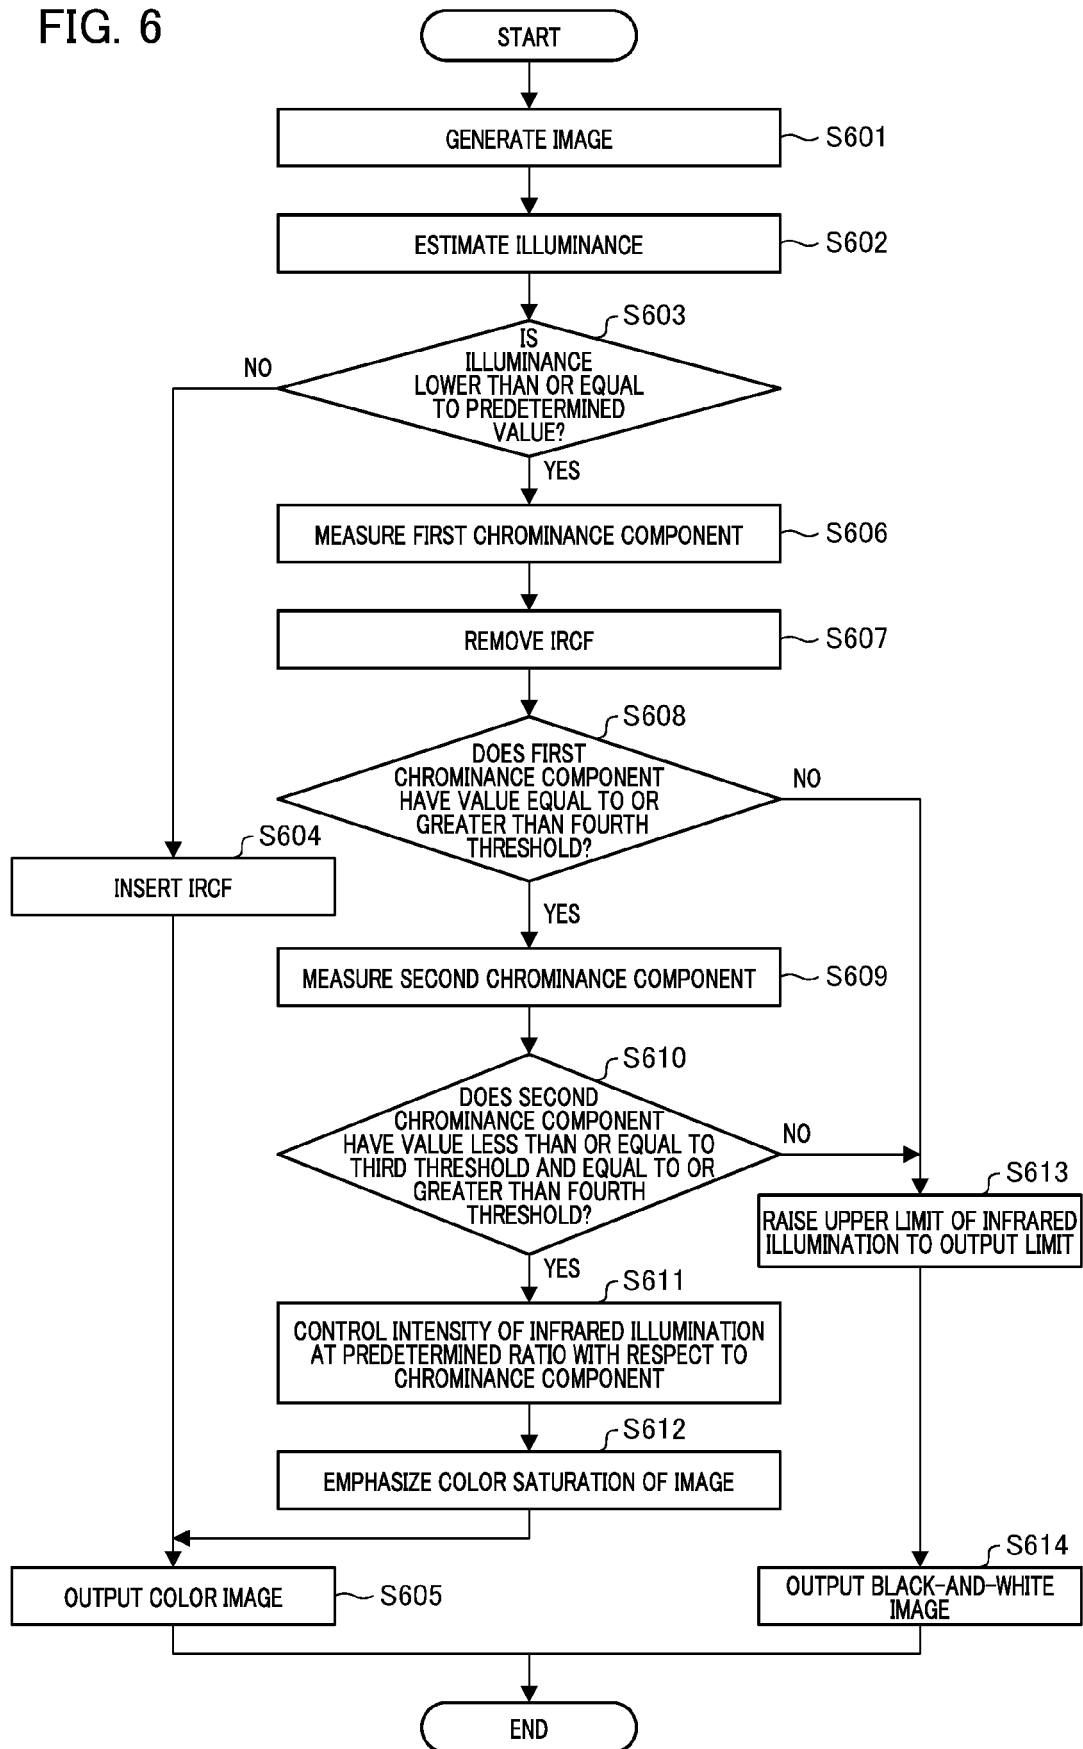 FIG. 6
START
GENERATE IMAGE
S601
ESTIMATE ILLUMINANCE
S602
S603
IS
ILLUMINANCE
LOWER THAN OR EQUAL
TO PREDETERMINED
VALUE?
NO
YES
MEASURE FIRST CHROMINANCE COMPONENT
S606
REMOVE IRCF
S607
S608
DOES FIRST
CHROMINANCE COMPONENT
HAVE VALUE EQUAL TO OR
GREATER THAN FOURTH
THRESHOLD?
NO
YES
S604
INSERT IRCF
MEASURE SECOND CHROMINANCE COMPONENT
S609
S610
DOES SECOND
CHROMINANCE COMPONENT
HAVE VALUE LESS THAN OR EQUAL TO
THIRD THRESHOLD AND EQUAL TO OR
GREATER THAN FOURTH
THRESHOLD?
NO
YES
S613
RAISE UPPER LIMIT OF INFRARED
ILLUMINATION TO OUTPUT LIMIT
S611
CONTROL INTENSITY OF INFRARED ILLUMINATION
AT PREDETERMINED RATIO WITH RESPECT TO
CHROMINANCE COMPONENT
S612
EMPHASIZE COLOR SATURATION OF IMAGE
OUTPUT COLOR IMAGE
S605
S614
OUTPUT BLACK-AND-WHITE
IMAGE
END